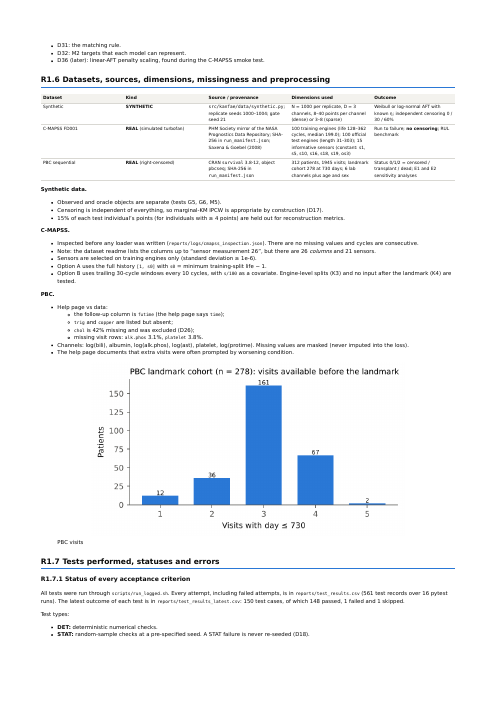 D31: the matching rule.
D32: M2 targets that each model can represent.
D36 (later): linear-AFT penalty scaling, found during the C-MAPSS smoke test.
R1.6 Datasets, sources, dimensions, missingness and preprocessing
Dataset Kind Source / provenance Dimensions used Outcome
Synthetic SYNTHETIC src/kanfae/data/synthetic.py; replicate seeds 1000–1004; gate seed 21 N = 1000 per replicate, D = 3 channels, 8–40 points per channel (dense) or 3–8 (sparse) Weibull or log-normal AFT with known η; independent censoring 0 / 30 / 60%
C-MAPSS FD001 REAL (simulated turbofan) PHM Society mirror of the NASA Prognostics Data Repository; SHA-256 in run_manifest.json; Saxena & Goebel (2008) 100 training engines (life 128–362 cycles, median 199.0); 100 official test engines (length 31–303); 15 informative sensors Run to failure; no censoring; RUL benchmark
PBC sequential REAL (right-censored) CRAN survival 3.8-12, object pbcseq; SHA-256 in run_manifest.json 312 patients, 1945 visits; landmark cohort 278 at 730 days; 6 lab channels plus age and sex Status 0/1/2 = censored / transplant / dead; E1 and E2 sensitivity analyses
Synthetic data.
Observed and oracle objects are separate (tests G5, G6, M5).
Censoring is independent of everything, so marginal-KM IPCW is appropriate by construction (D17).
15% of each test individual's points (for individuals with ≥ 4 points) are held out for reconstruction metrics.
C-MAPSS.
Inspected before any loader was written (reports/logs/cmapss_inspection.json). There are no missing values and cycles are consecutive.
Note: the dataset readme lists the columns up to "sensor measurement 26", but there are 26 columns and 21 sensors.
Sensors are selected on training engines only (standard deviation ≥ 1e-6).
Option A uses the full history [1, s0] with s0 = minimum training-split life − 1.
Option B uses trailing 30-cycle windows every 10 cycles, with s/100 as a covariate. Engine-level splits (K3) and no input after the landmark (K4) are tested.
PBC.
Help page vs data:
the follow-up column is futime (the help page says time);
trig and copper are listed but absent;
chol is 42% missing and was excluded (D26);
missing visit rows: alk.phos 3.1%, platelet 3.8%.
Channels: log(bili), albumin, log(alk.phos), log(ast), platelet, log(protime). Missing values are masked (never imputed into the loss).
The help page documents that extra visits were often prompted by worsening condition.
PBC landmark cohort (n = 278): visits available before the landmark
Patients
150
125
100
75
50
25
0
12
36
161
67
2
1 2 3 4 5
Visits with day ≤ 730
PBC visits
R1.7 Tests performed, statuses and errors
R1.7.1 Status of every acceptance criterion
All tests were run through scripts/run_logged.sh. Every attempt, including failed attempts, is in reports/test_results.csv (561 test records over 16 pytest runs). The latest outcome of each test is in reports/test_results_latest.csv: 150 test cases, of which 148 passed, 1 failed and 1 skipped.
Test types:
DET: deterministic numerical checks.
STAT: random-sample checks at a pre-specified seed. A STAT failure is never re-seeded (D18).